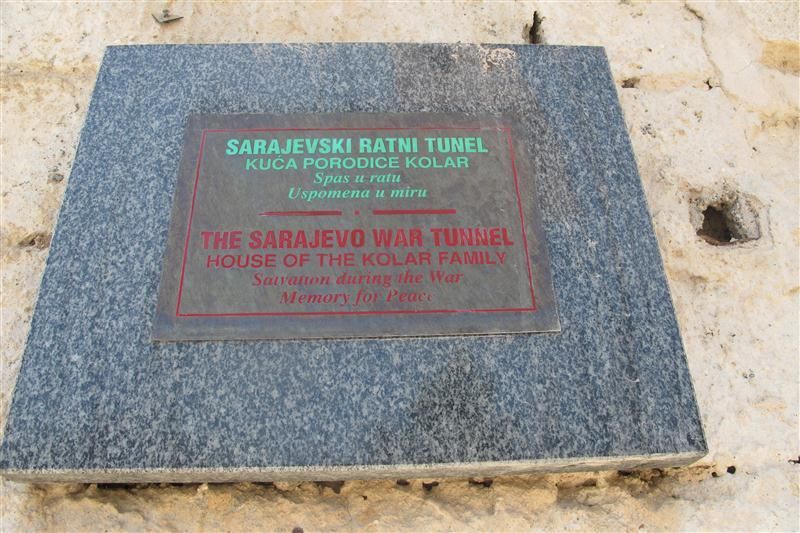 SARAJEVSKI RATNI TUNEL
KUĆA PORODICE KOLAR
Spas u ratu
Uspomena u miru
THE SARAJEVO WAR TUNNEL
HOUSE OF THE KOLAR FAMILY
Salvation during the War
Memory for Peace